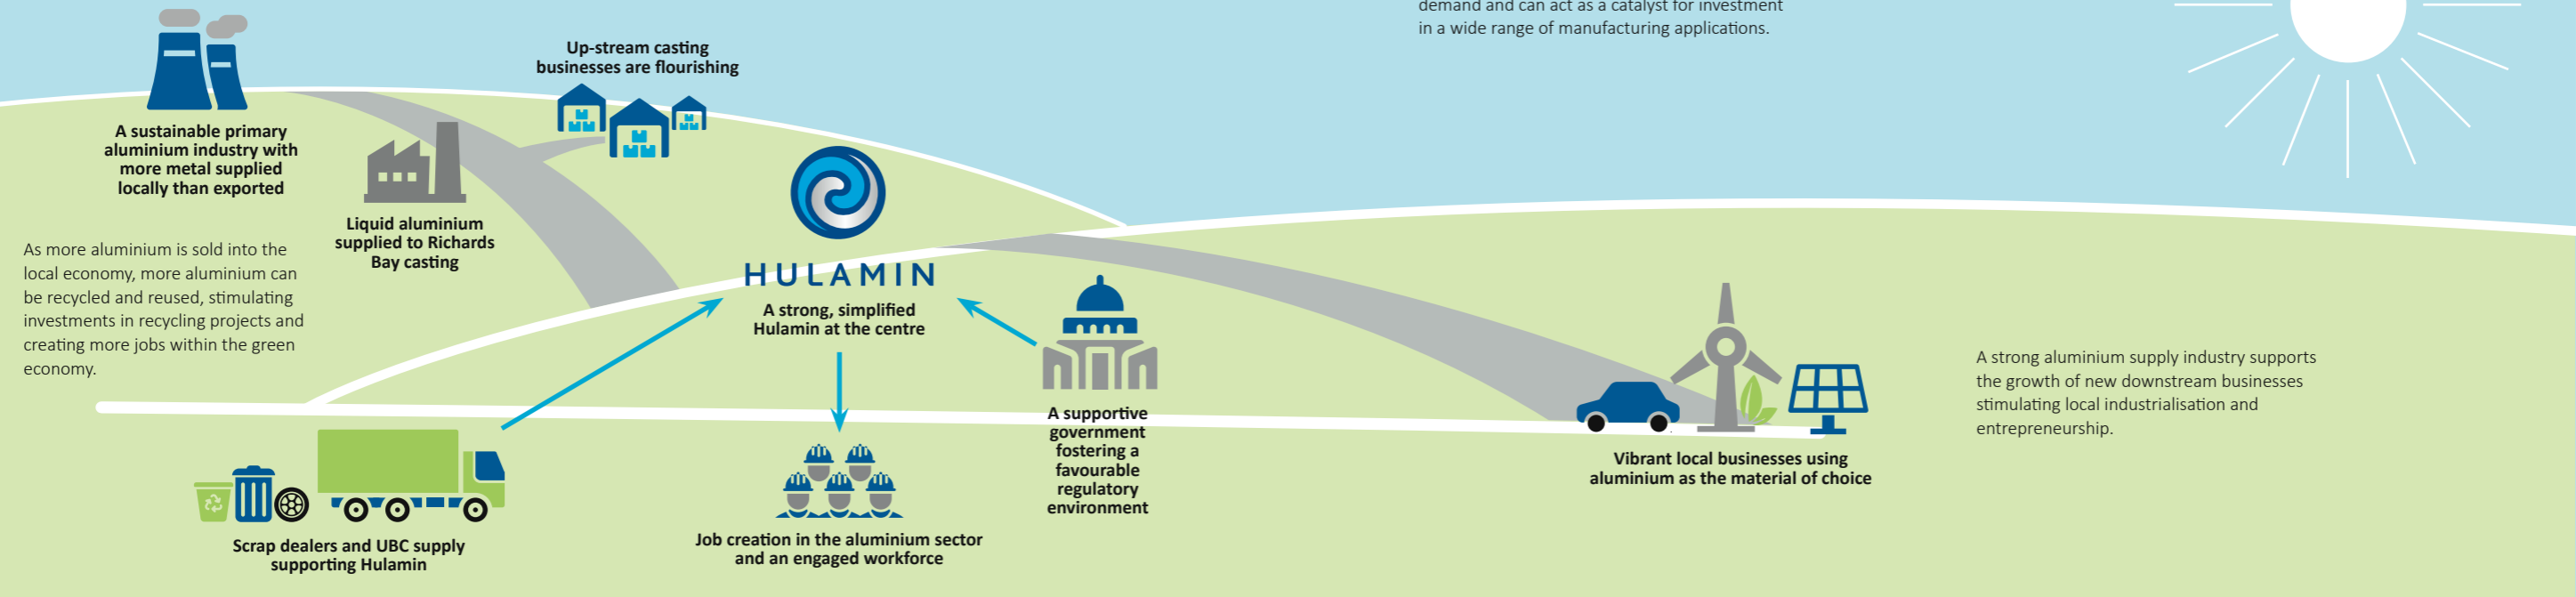 demand and can act as a catalyst for investment
in a wide range of manufacturing applications.
Up-stream casting
businesses are flourishing
A sustainable primary
aluminium industry with
more metal supplied
locally than exported
Liquid aluminium
supplied to Richards
Bay casting
As more aluminium is sold into the
local economy, more aluminium can
be recycled and reused, stimulating
investments in recycling projects and
creating more jobs within the green
economy.
HULAMIN
A strong, simplified
Hulamin at the centre
A supportive
government
fostering a
favourable
regulatory
environment
A strong aluminium supply industry supports
the growth of new downstream businesses
stimulating local industrialisation and
entrepreneurship.
Vibrant local businesses using
aluminium as the material of choice
Scrap dealers and UBC supply
supporting Hulamin
Job creation in the aluminium sector
and an engaged workforce